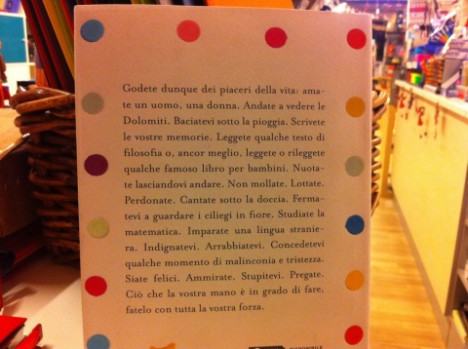 Godete dunque dei piaceri della vita: ama-
te un uomo, una donna. Andate a vedere le
Dolomiti. Baciatevi sotto la pioggia. Scrivete
le vostre memorie. Leggete qualche testo di
filosofia o, ancor meglio, leggete o rileggete
qualche famoso libro per bambini. Nuota-
te lasciandovi andare. Non mollate. Lottate.
Perdonate. Cantate sotto la doccia. Ferma-
tevi a guardare i ciliegi in fiore. Studiate la
matematica. Imparate una lingua stranie-
ra. Indignatevi. Arrabbiatevi. Concedetevi
qualche momento di malinconia e tristezza.
Siate felici. Ammirate. Stupitevi. Pregate.
Ciò che la vostra mano è in grado di fare,
fatelo con tutta la vostra forza.